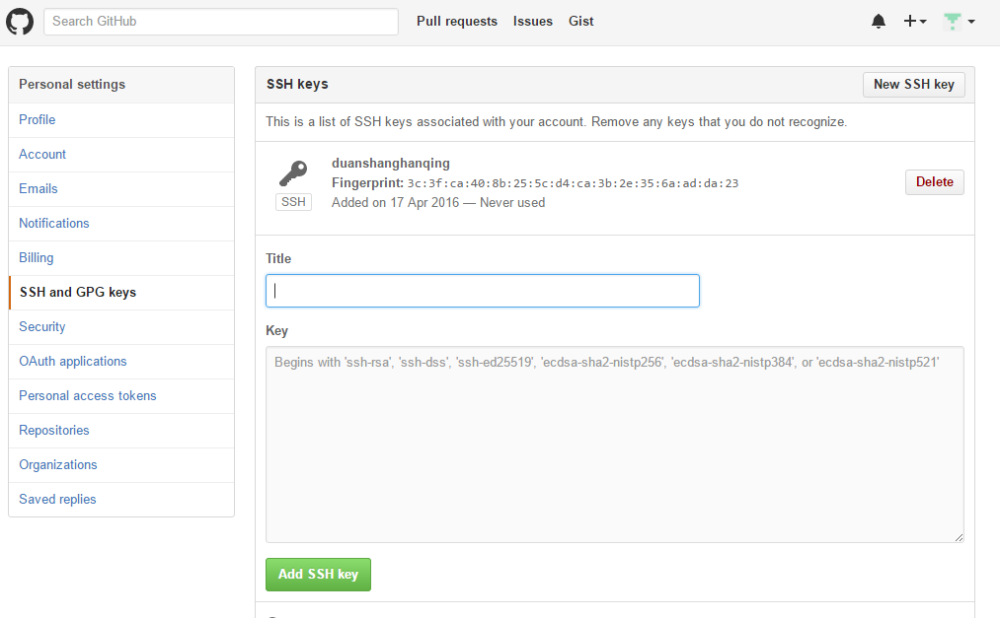 Search GitHub
Pull requests Issues Gist
Personal settings
Profile
Account
Emails
Notifications
Billing
SSH and GPG keys
Security
OAuth applications
Personal access tokens
Repositories
Organizations
Saved replies
SSH keys
New SSH key
This is a list of SSH keys associated with your account. Remove any keys that you do not recognize.
duanshanghanqing
Fingerprint: 3c:3f:ca:40:8b:25:5c:d4:ca:3b:2e:35:6a:ad:da:23
SSH
Added on 17 Apr 2016 — Never used
Delete
Title
Key
Begins with 'ssh-rsa', 'ssh-dss', 'ssh-ed25519', 'ecdsa-sha2-nistp256', 'ecdsa-sha2-nistp384', or 'ecdsa-sha2-nistp521'
Add SSH key